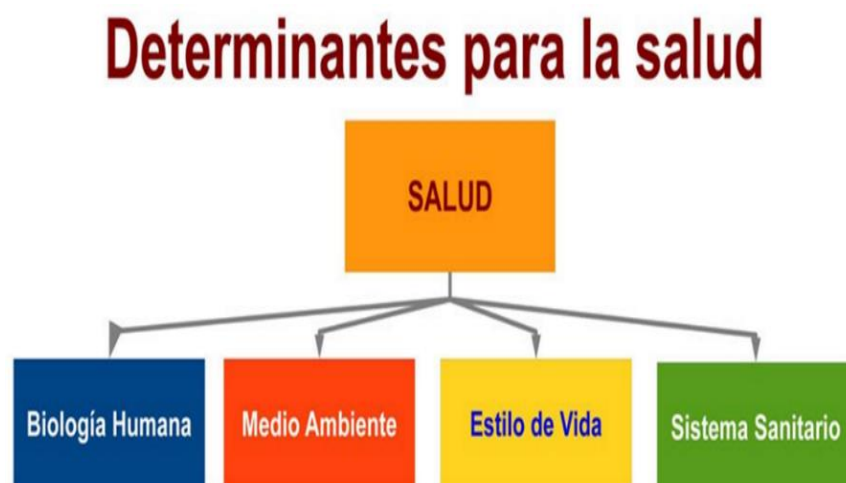 Determinantes para la salud
SALUD
Biología Humana
Medio Ambiente
Estilo de Vida
Sistema Sanitario